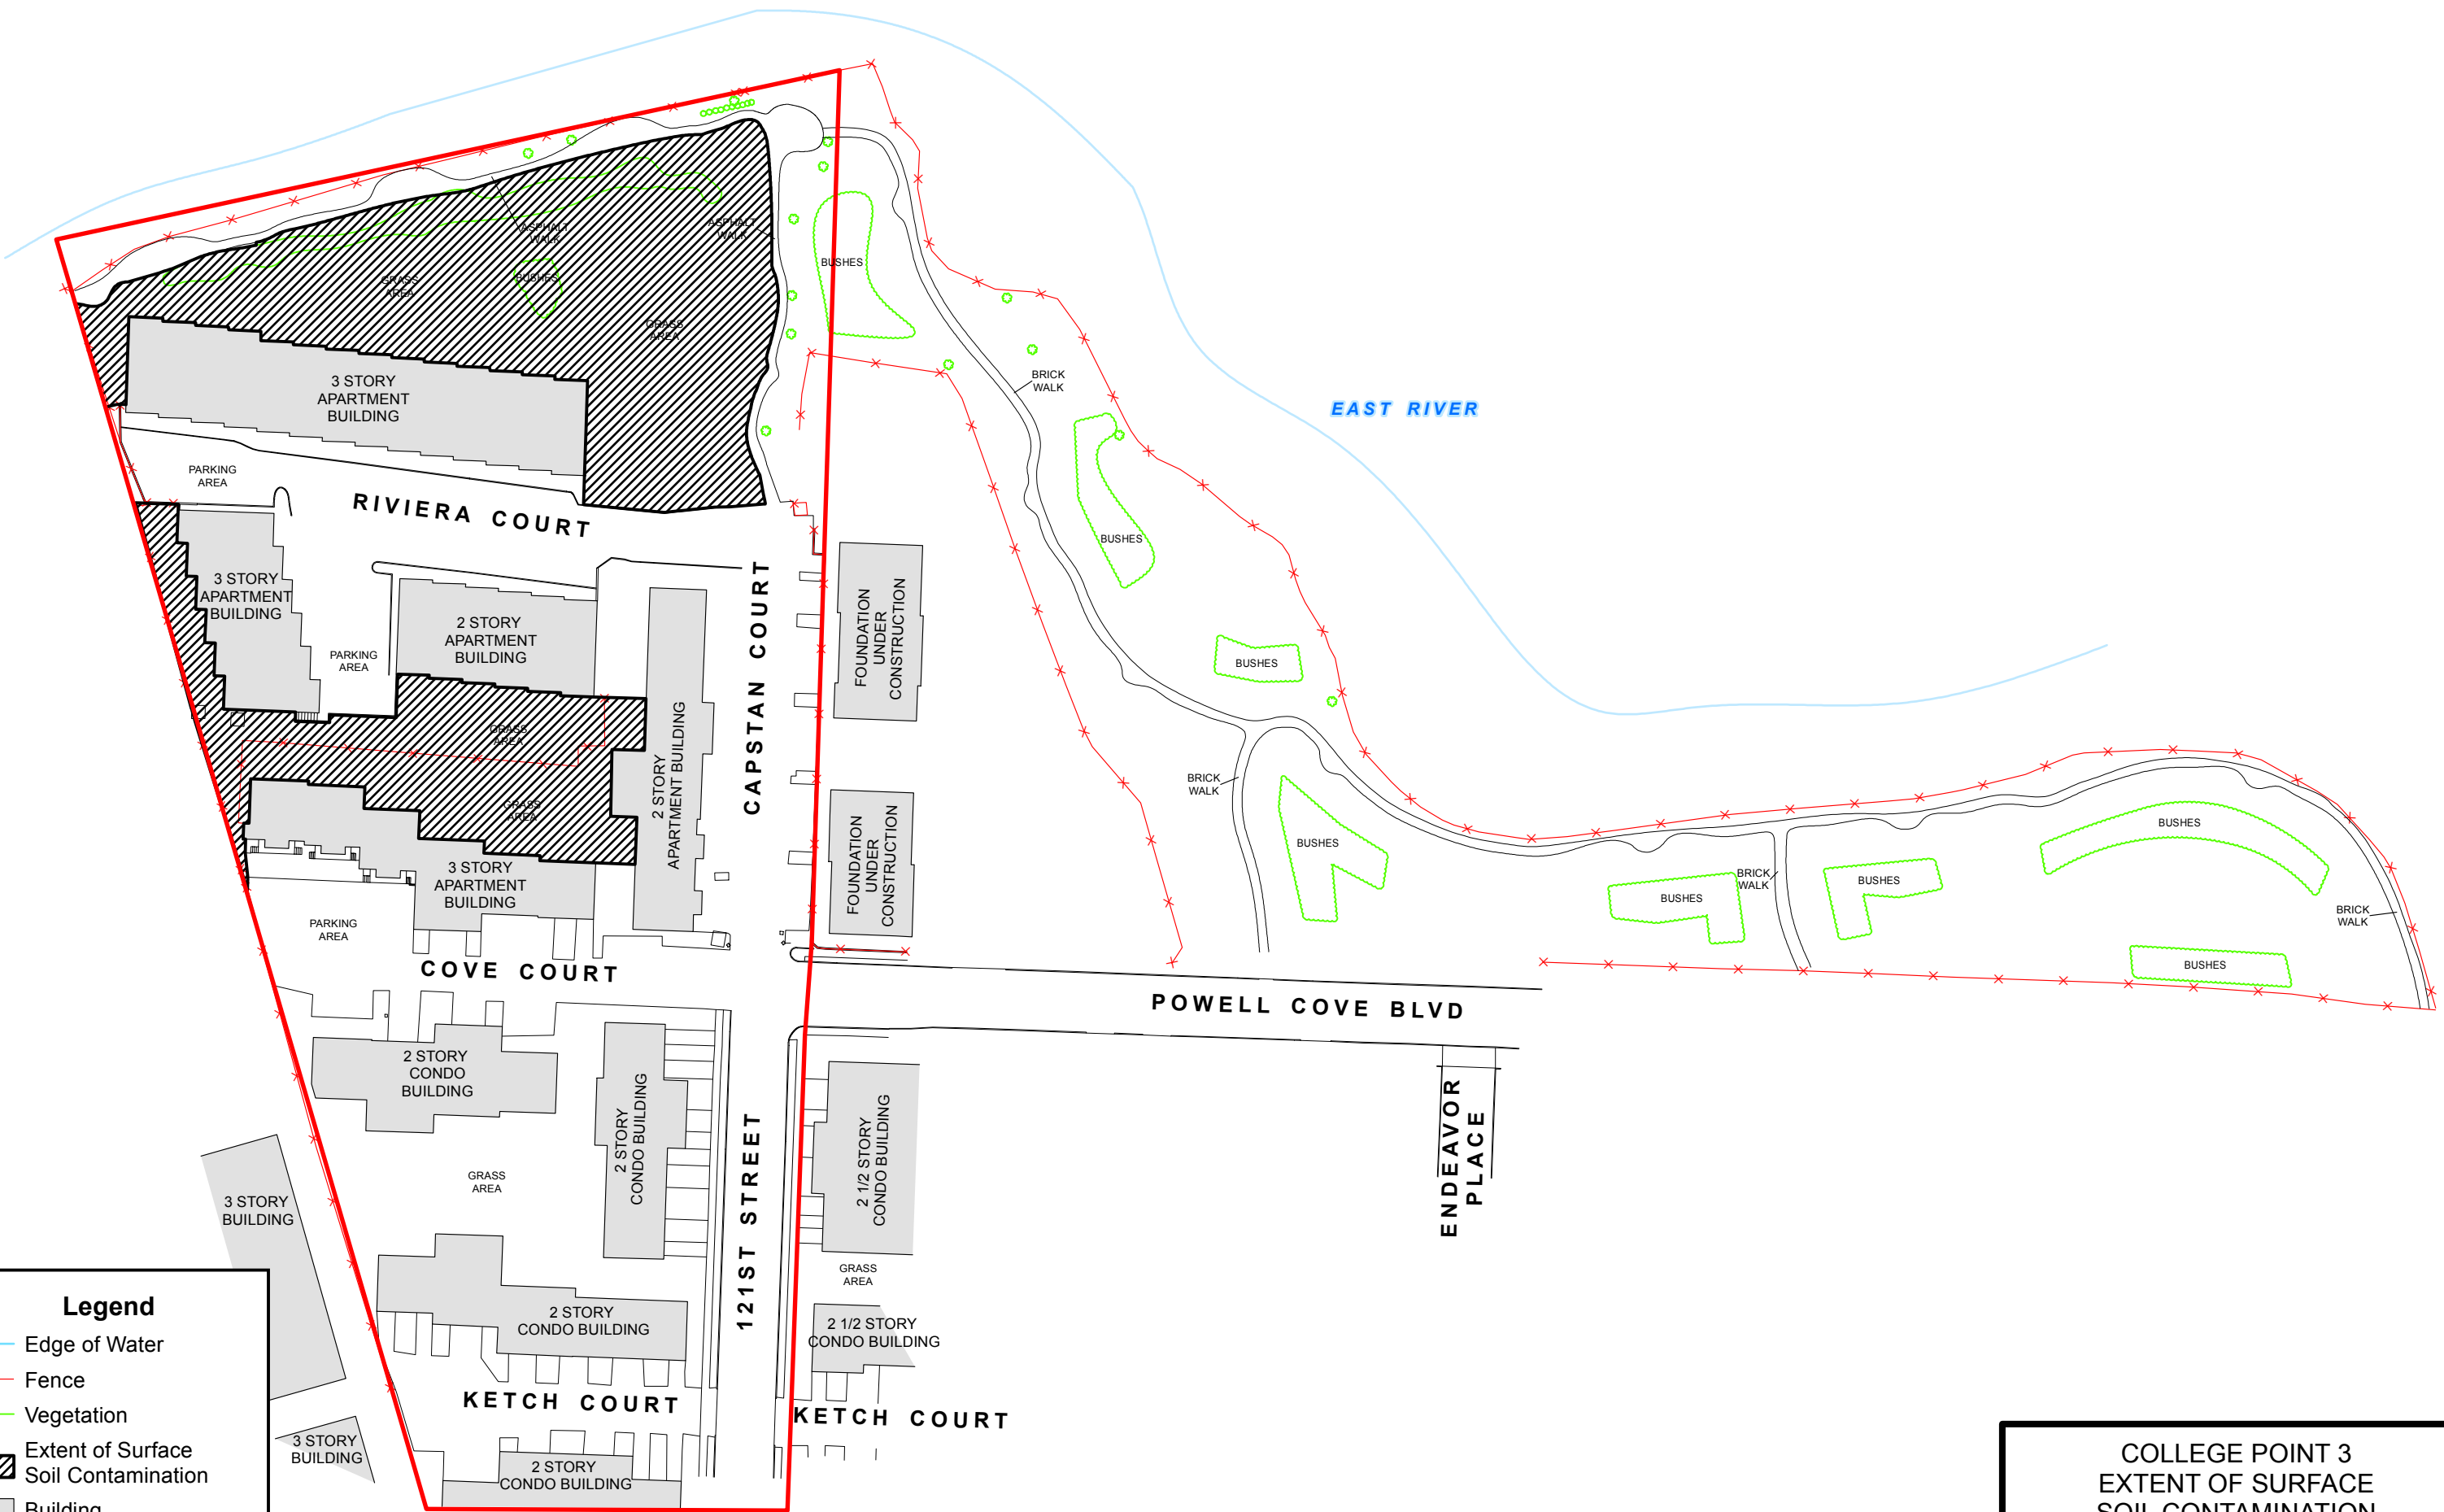 ASPHALT
WALK
ASPHALT
WALK
BUSHES
GRASS
AREA
BUSHES
GRASS
AREA
3 STORY
APARTMENT
BUILDING
BRICK
WALK
EAST RIVER
PARKING
AREA
RIVIERA COURT
BUSHES
3 STORY
APARTMENT
BUILDING
2 STORY
APARTMENT
BUILDING
PARKING
AREA
CAPSTAN COURT
FOUNDATION
UNDER
CONSTRUCTION
BUSHES
GRASS
AREA
2 STORY
APARTMENT BUILDING
GRASS
AREA
FOUNDATION
UNDER
CONSTRUCTION
BRICK
WALK
BUSHES
BUSHES
3 STORY
APARTMENT
BUILDING
BRICK
WALK
BUSHES
BUSHES
BRICK
WALK
PARKING
AREA
COVE COURT
BUSHES
POWELL COVE BLVD
2 STORY
CONDO
BUILDING
2 STORY
CONDO BUILDING
2 1/2 STORY
CONDO BUILDING
ENDEAVOR
PLACE
GRASS
AREA
3 STORY
BUILDING
121ST STREET
GRASS
AREA
2 STORY
CONDO BUILDING
2 1/2 STORY
CONDO BUILDING
KETCH COURT
KETCH COURT
3 STORY
BUILDING
2 STORY
CONDO BUILDING
Legend
Edge of Water
Fence
Vegetation
Extent of Surface
Soil Contamination
Building
COLLEGE POINT 3
EXTENT OF SURFACE
SOIL CONTAMINATION